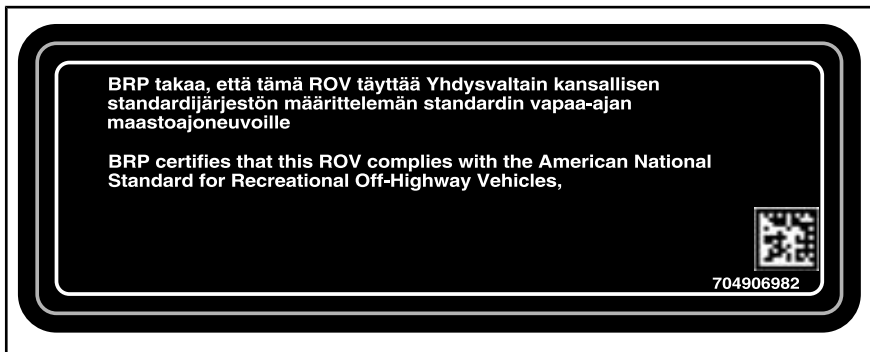 BRP takaa, että tämä ROV täyttää Yhdysvaltain kansallisen
standardijärjestön määrittelemän standardin vapaa-ajan
maastoajoneuvoille
BRP certifies that this ROV complies with the American National
Standard for Recreational Off-Highway Vehicles,
704906982